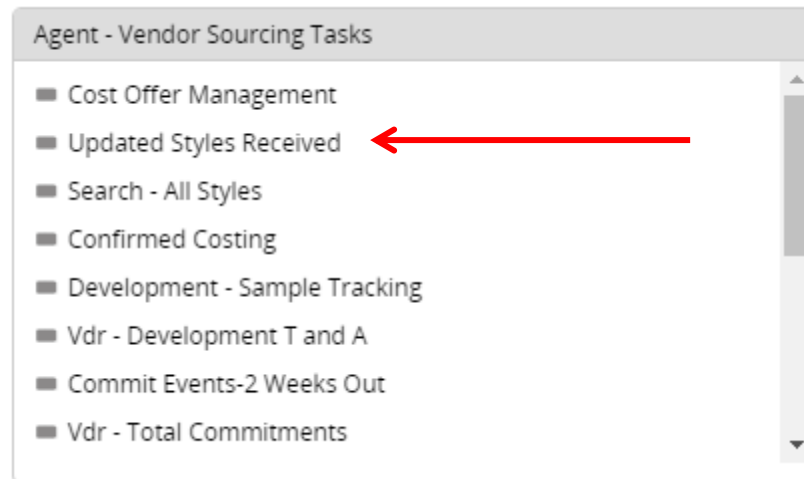 Agent - Vendor Sourcing Tasks
Cost Offer Management
Updated Styles Received
Search - All Styles
Confirmed Costing
Development - Sample Tracking
Vdr - Development T and A
Commit Events-2 Weeks Out
Vdr - Total Commitments